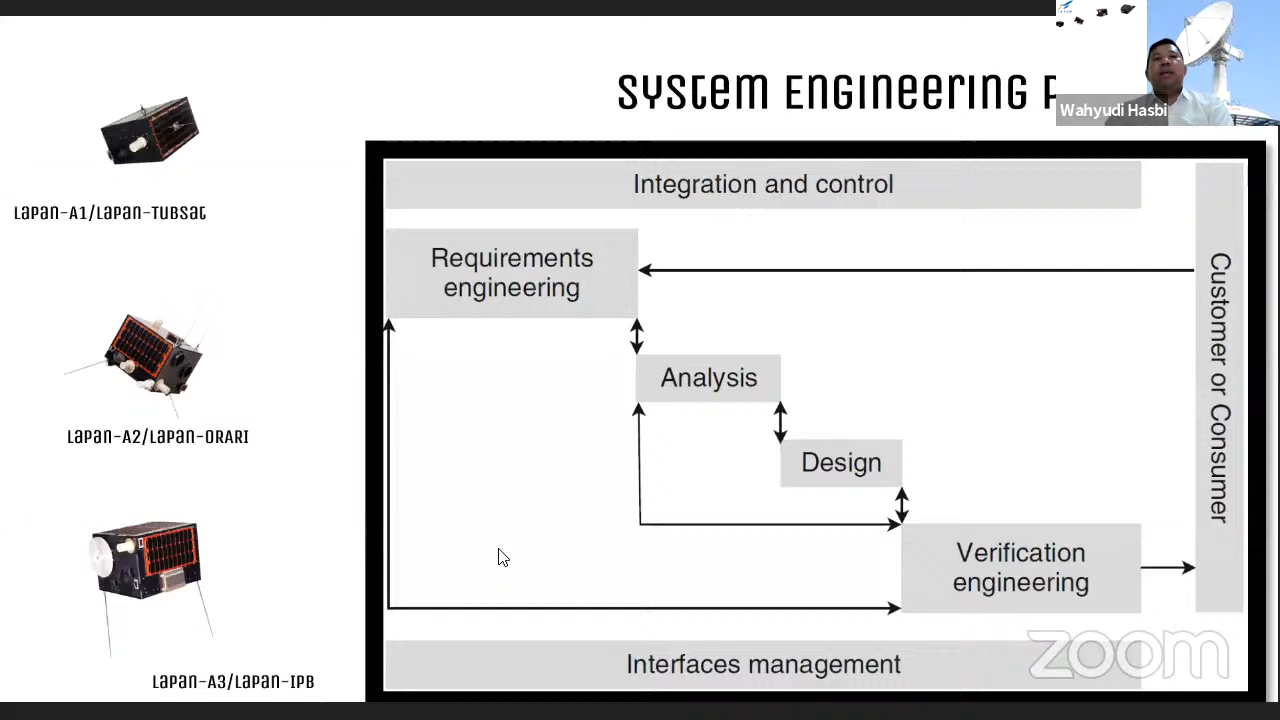 System Engineering P
Wahyudi Hasbi
Lapan-A1/Lapan-Tubsat
Lapan-A2/Lapan-ORARI
Lapan-A3/Lapan-IPB
Integration and control
Requirements
engineering
Analysis
Design
Verification
engineering
Customer or Consumer
Interfaces management
zoom